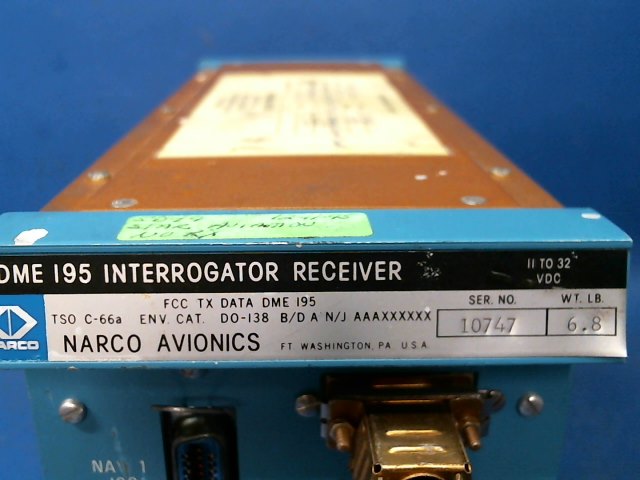 DME 195 INTERROGATOR RECEIVER
11 TO 32
VDC
FCC TX DATA DME 195
TSO C-66a ENV. CAT. DO-138 B/D A N/J AAAXXXXXX
SER. NO.
10747
WT. LB.
6.8
NARCO
NARCO AVIONICS
FT. WASHINGTON, PA. U.S.A.
NAV 1